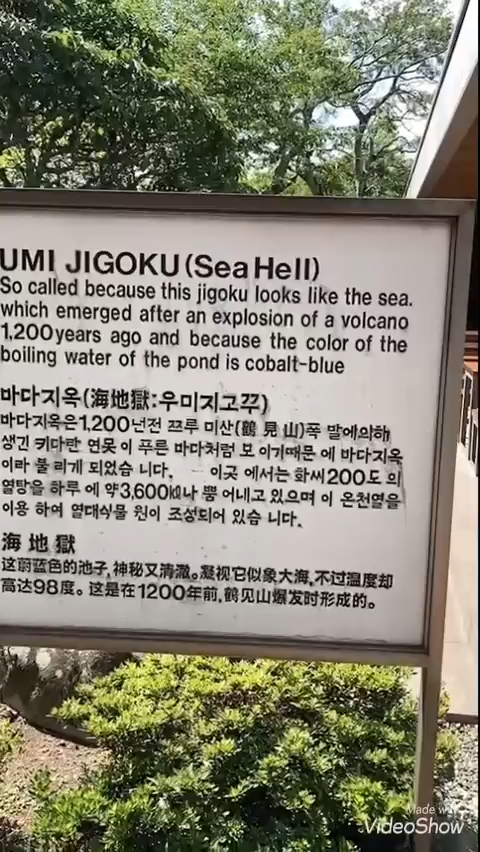 UMI JIGOKU (Sea Hell)
So called because this jigoku looks like the sea.
which emerged after an explosion of a volcano
1,200 years ago and because the color of the
boiling water of the pond is cobalt-blue
바다지옥(海地獄:우미지고꾸)
바다지옥은1,200넌전 쯔루 미산(鶴 見 山)폭 발에의해
생긴 커다란 연못 이 푸른 바다처럼 보 이기때문 에 바다지옥
이라 불 리게 되었습 니다. 이곳 에서는 화씨200도 의
열탕을 하루 에 약3,600㎘나 뿜 어내고 있으며 이 온천열을
이용 하여 열대식물 원이 조성되어 있습 니다.
海 地 獄
这蔚蓝色的池子,神秘又清澈。凝视它似象大海,不过温度却
高达98度。这是在1200年前,鹤见山爆发时形成的。
Made with
VideoShow